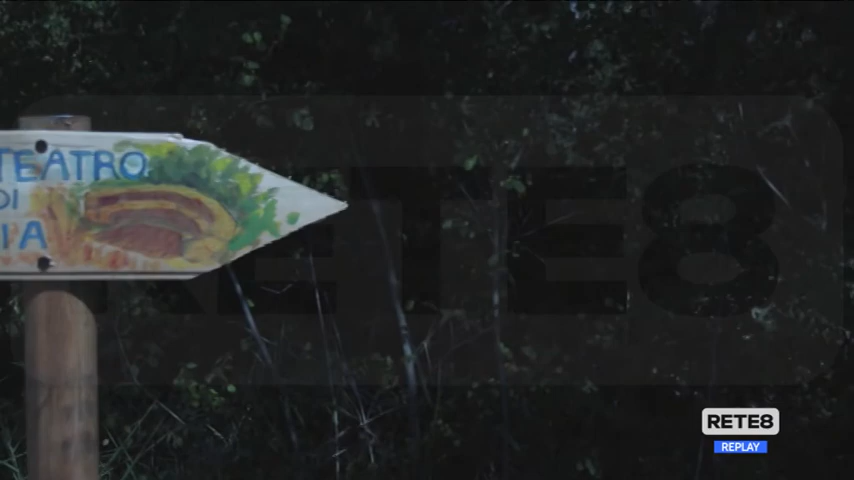 TEATRO
DI
IA
RETE8
RETE8
REPLAY